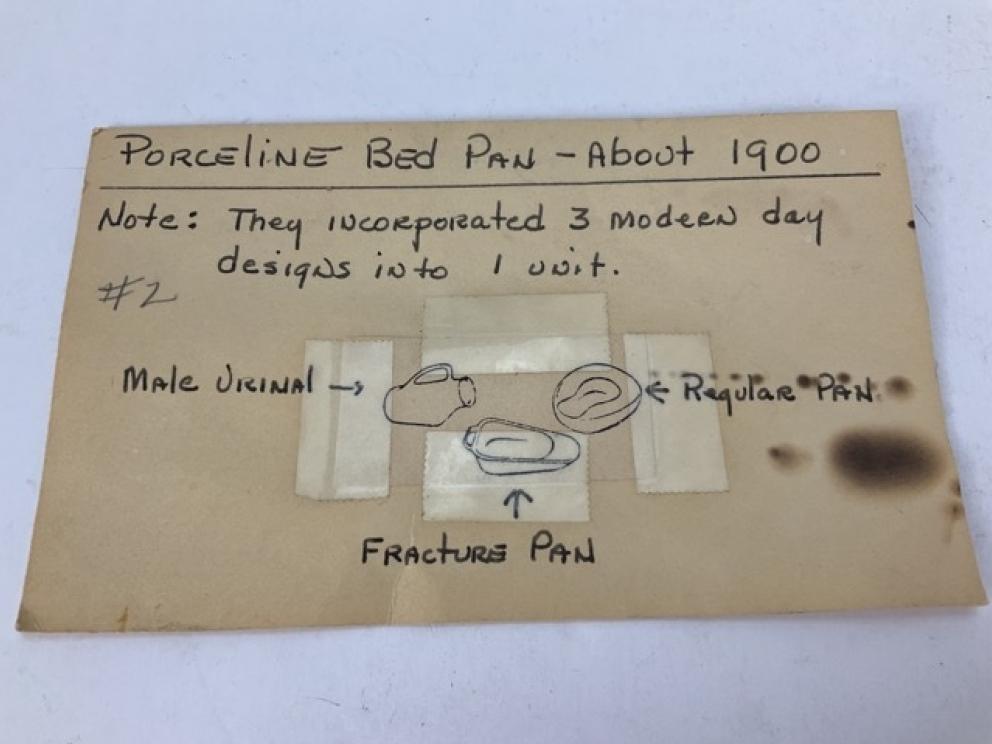 Porceline Bed Pan - About 1900
Note: They incorporated 3 modern day
designs into 1 unit.
#2
Male Urinal →
← Regular Pan
↑
Fracture Pan